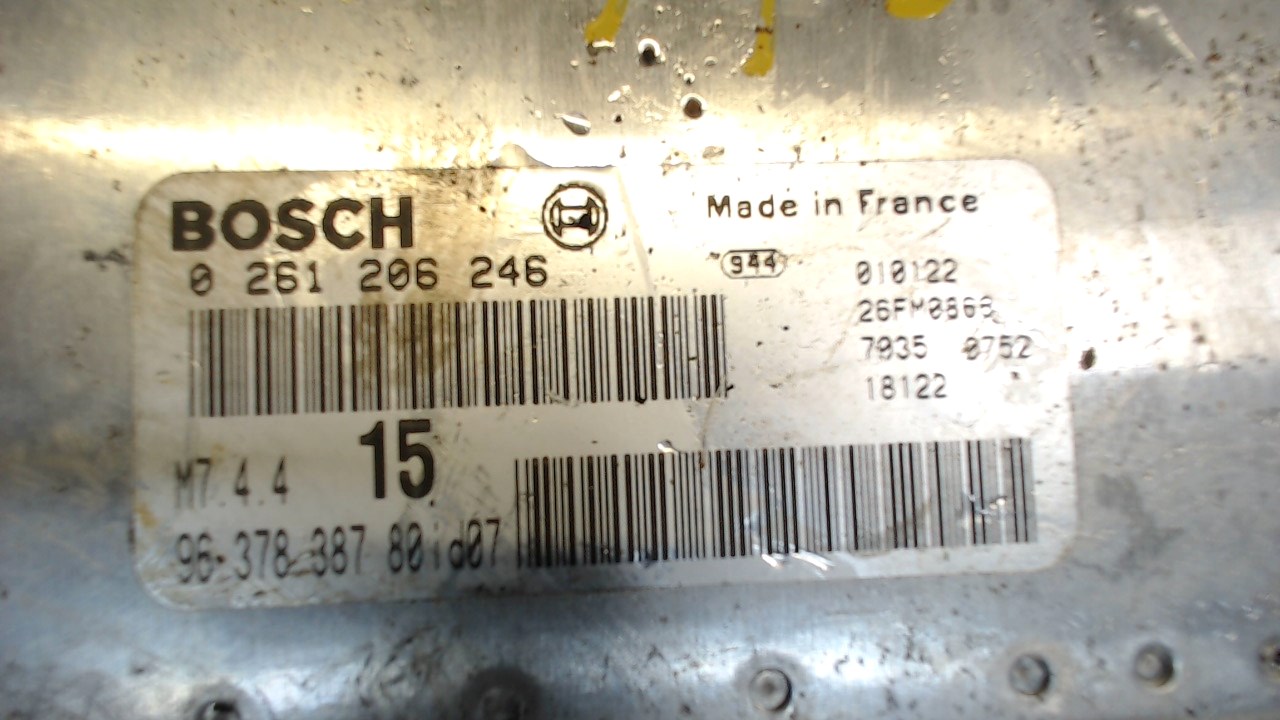 BOSCH
Made in France
0 261 206 246
944
010122
26FM0866
7035 0752
18122
M7.4.4
15
96 378 387 80 id07